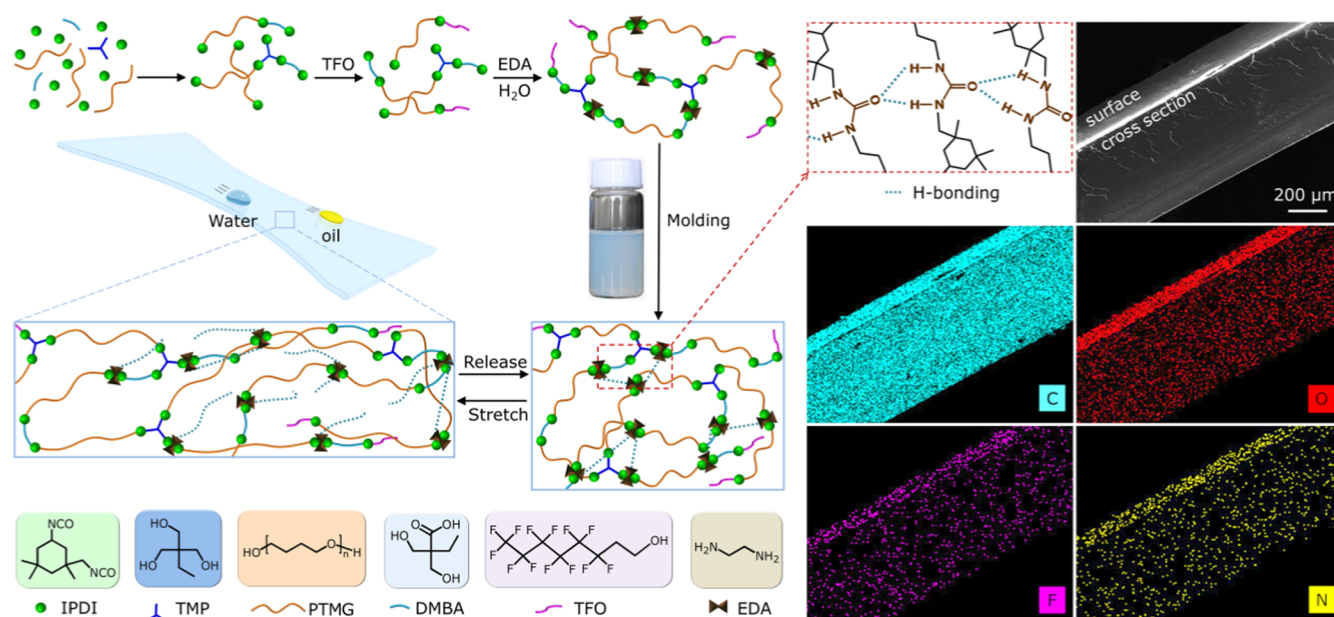 TFO
EDA
H₂O
surface
cross section
200 μm
H-bonding
Water
oil
Molding
C
O
Release
Stretch
F
N
NCO
NCO
HO
HO
OH
HO
O
H
n
O
OH
HO
OH
F F F F F F
F
F F F F F F
OH
H₂N
NH₂
IPDI
TMP
PTMG
DMBA
TFO
EDA